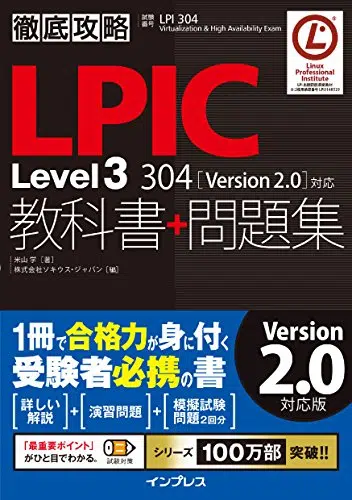 徹底攻略
試験番号 LPI 304
Virtualization & High Availability Exam
Linux
Professional
Institute
LPIC
Level3 304 [Version 2.0] 対応
教科書+問題集
米山 学 [著]
株式会社ソキウス・ジャパン [編]
1冊で合格力が身に付く
受験者必携の書
Version
2.0
対応版
[詳しい解説]+[演習問題]+[模擬試験問題2回分]
「最重要ポイント」がひと目でわかる。
試験対策
シリーズ100万部突破!!
インプレス